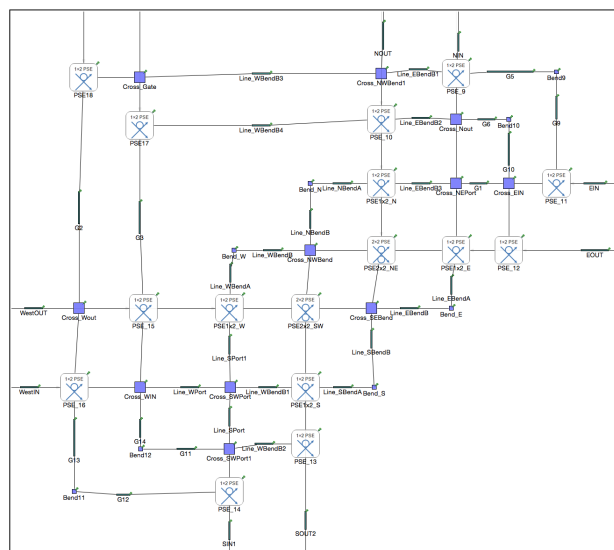 NOUT
NIN
1×2 PSE
PSE18
Cross_Gate
Line_WBendB3
Cross_NWBend1
Line_EBendB1
1×2 PSE
PSE_9
G5
Bend9
1×2 PSE
PSE17
Line_WBendB4
1×2 PSE
PSE_10
Line_EBendB2
Cross_Nout
G6
Bend10
G9
G10
Bend_N
Line_NBendA
1×2 PSE
PSE1x2_N
Line_EBendB3
Cross_NEPort
G1
Cross_EIN
1×2 PSE
PSE_11
EIN
G2
G3
Line_NBendB
Bend_W
Line_WBendB
Cross_NWBend
2×2 PSE
PSE2x2_NE
1×2 PSE
PSE1x2_E
1×2 PSE
PSE_12
EOUT
Line_WBendA
Line_EBendA
WestOUT
Cross_Wout
1×2 PSE
PSE_15
1×2 PSE
PSE1x2_W
2×2 PSE
PSE2x2_SW
Cross_SEBend
Line_EBendB
Bend_E
Line_SPort1
Line_SBendB
WestIN
1×2 PSE
PSE_16
Cross_WIN
Line_WPort
Cross_SWPort
Line_WBendB1
1×2 PSE
PSE1x2_S
Line_SBendA
Bend_S
Line_SPort
G13
G14
Bend12
G11
Cross_SWPort1
Line_WBendB2
1×2 PSE
PSE_13
Bend11
G12
1×2 PSE
PSE_14
SIN1
SOUT2